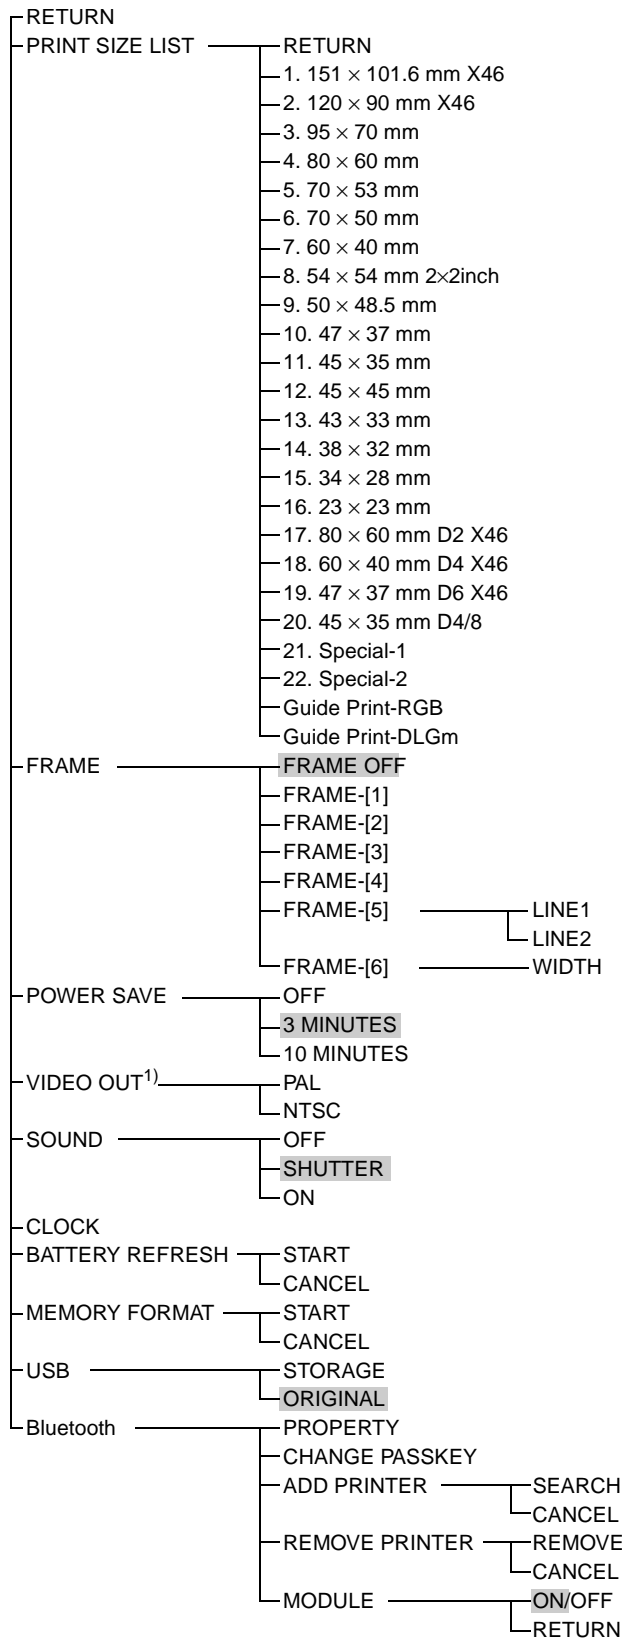 RETURN
PRINT SIZE LIST RETURN
1. 151 × 101.6 mm X46
2. 120 × 90 mm X46
3. 95 × 70 mm
4. 80 × 60 mm
5. 70 × 53 mm
6. 70 × 50 mm
7. 60 × 40 mm
8. 54 × 54 mm 2×2inch
9. 50 × 48.5 mm
10. 47 × 37 mm
11. 45 × 35 mm
12. 45 × 45 mm
13. 43 × 33 mm
14. 38 × 32 mm
15. 34 × 28 mm
16. 23 × 23 mm
17. 80 × 60 mm D2 X46
18. 60 × 40 mm D4 X46
19. 47 × 37 mm D6 X46
20. 45 × 35 mm D4/8
21. Special-1
22. Special-2
Guide Print-RGB
Guide Print-DLGm
FRAME FRAME OFF
FRAME-[1]
FRAME-[2]
FRAME-[3]
FRAME-[4]
FRAME-[5] LINE1
LINE2
FRAME-[6] WIDTH
POWER SAVE OFF
3 MINUTES
10 MINUTES
VIDEO OUT1) PAL
NTSC
SOUND OFF
SHUTTER
ON
CLOCK
BATTERY REFRESH START
CANCEL
MEMORY FORMAT START
CANCEL
USB STORAGE
ORIGINAL
Bluetooth PROPERTY
CHANGE PASSKEY
ADD PRINTER SEARCH
CANCEL
REMOVE PRINTER REMOVE
CANCEL
MODULE ON/OFF
RETURN